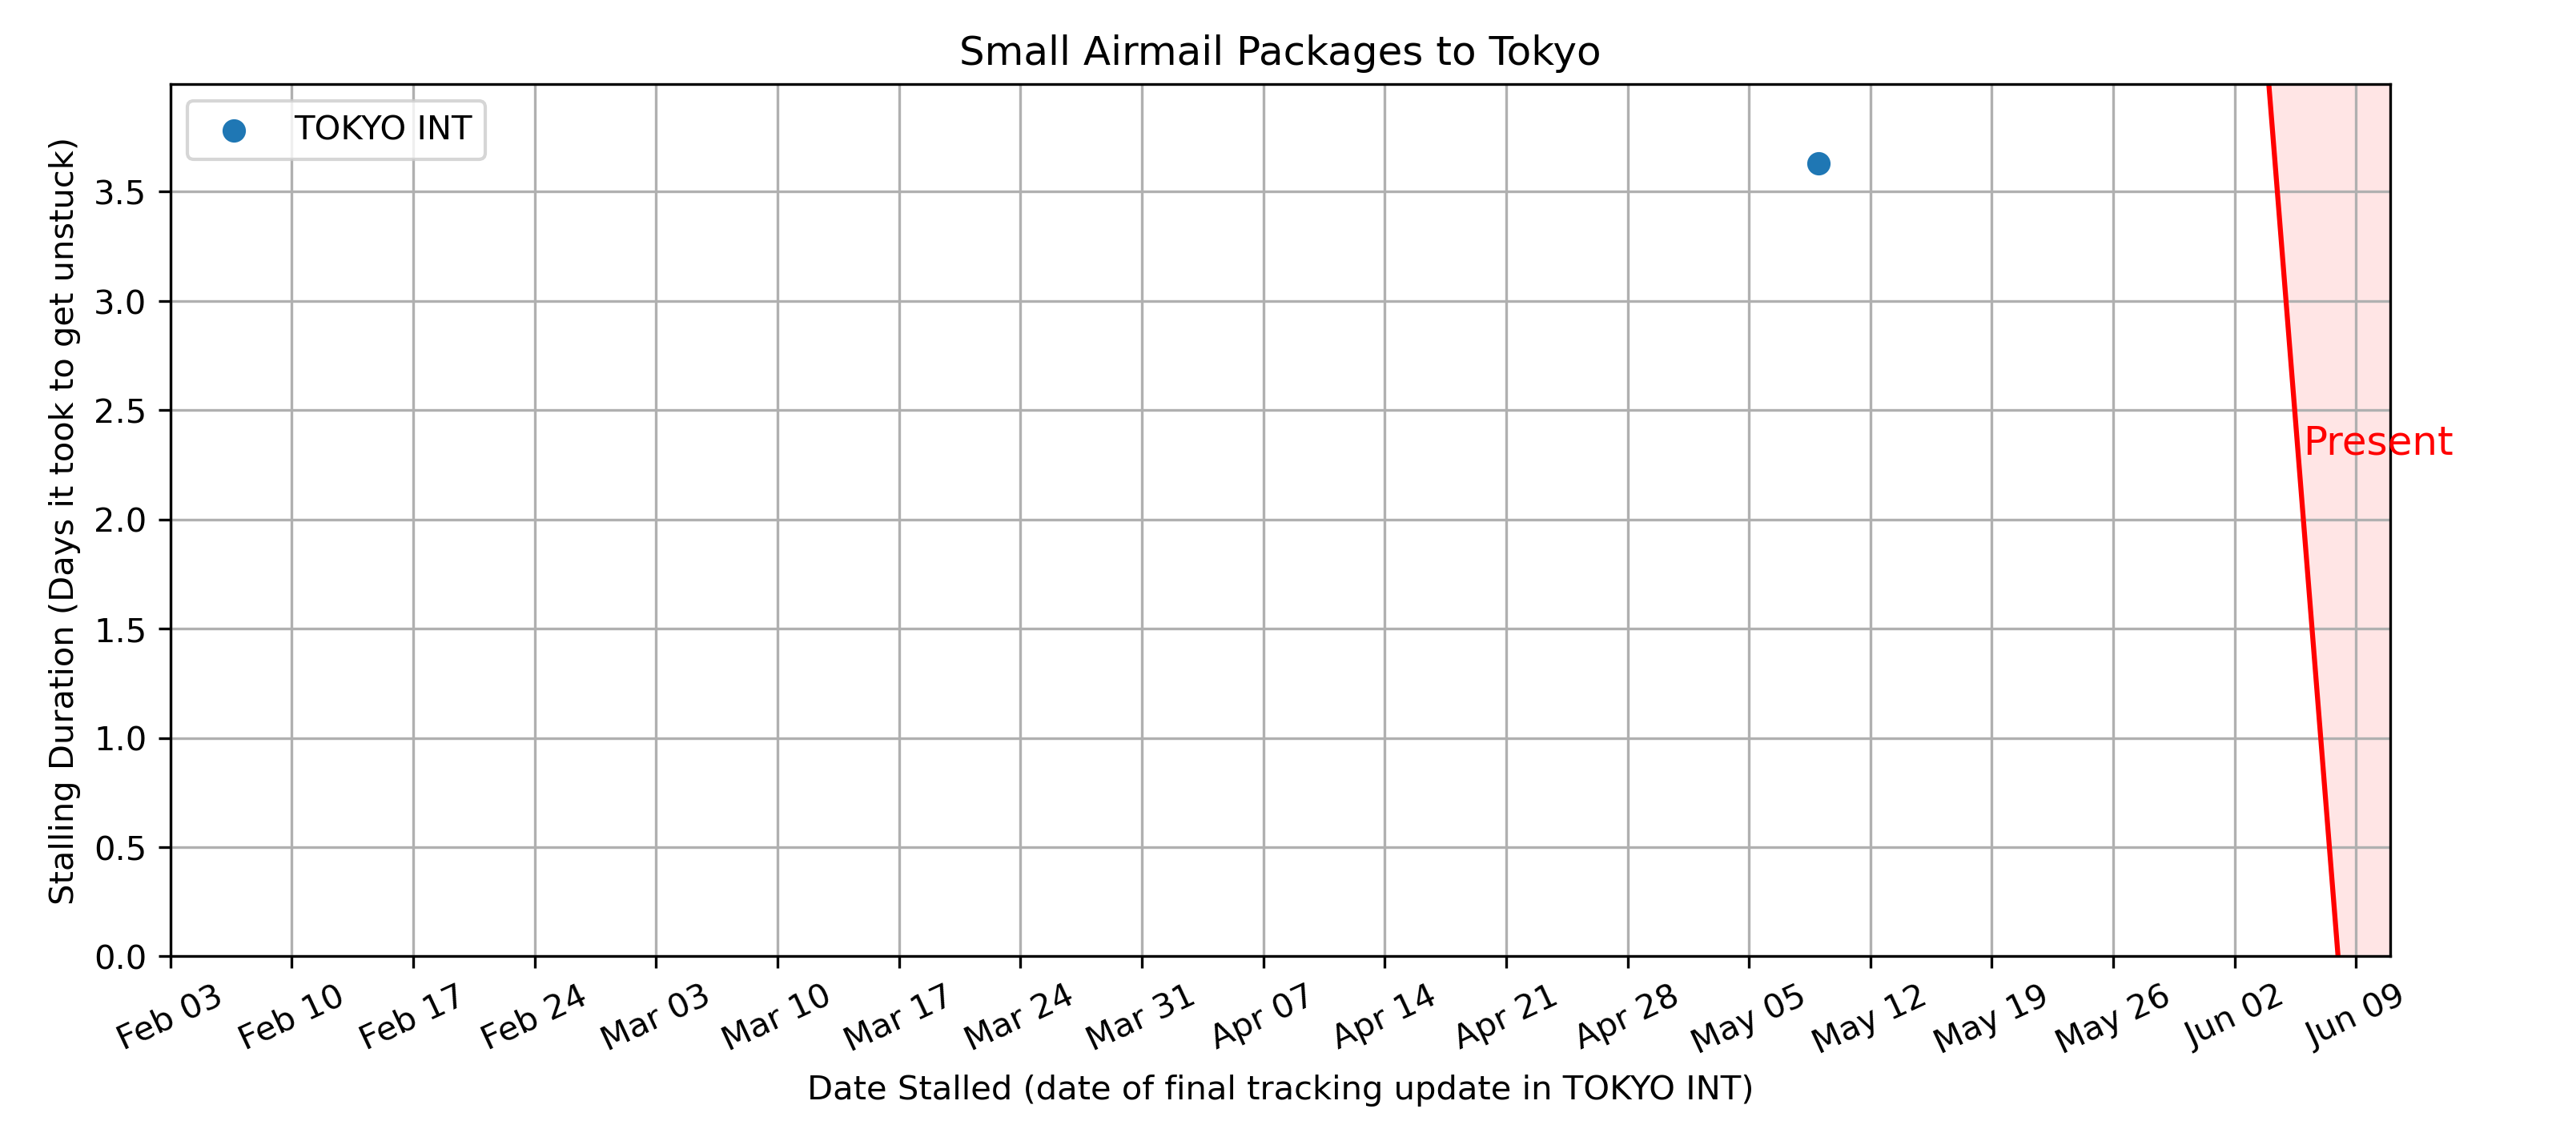 Small Airmail Packages to Tokyo
TOKYO INT
Stalling Duration (Days it took to get unstuck)
3.5
3.0
2.5
2.0
1.5
1.0
0.5
0.0
Present
Feb 03 Feb 10 Feb 17 Feb 24 Mar 03 Mar 10 Mar 17 Mar 24 Mar 31 Apr 07 Apr 14 Apr 21 Apr 28 May 05 May 12 May 19 May 26 Jun 02 Jun 09
Date Stalled (date of final tracking update in TOKYO INT)